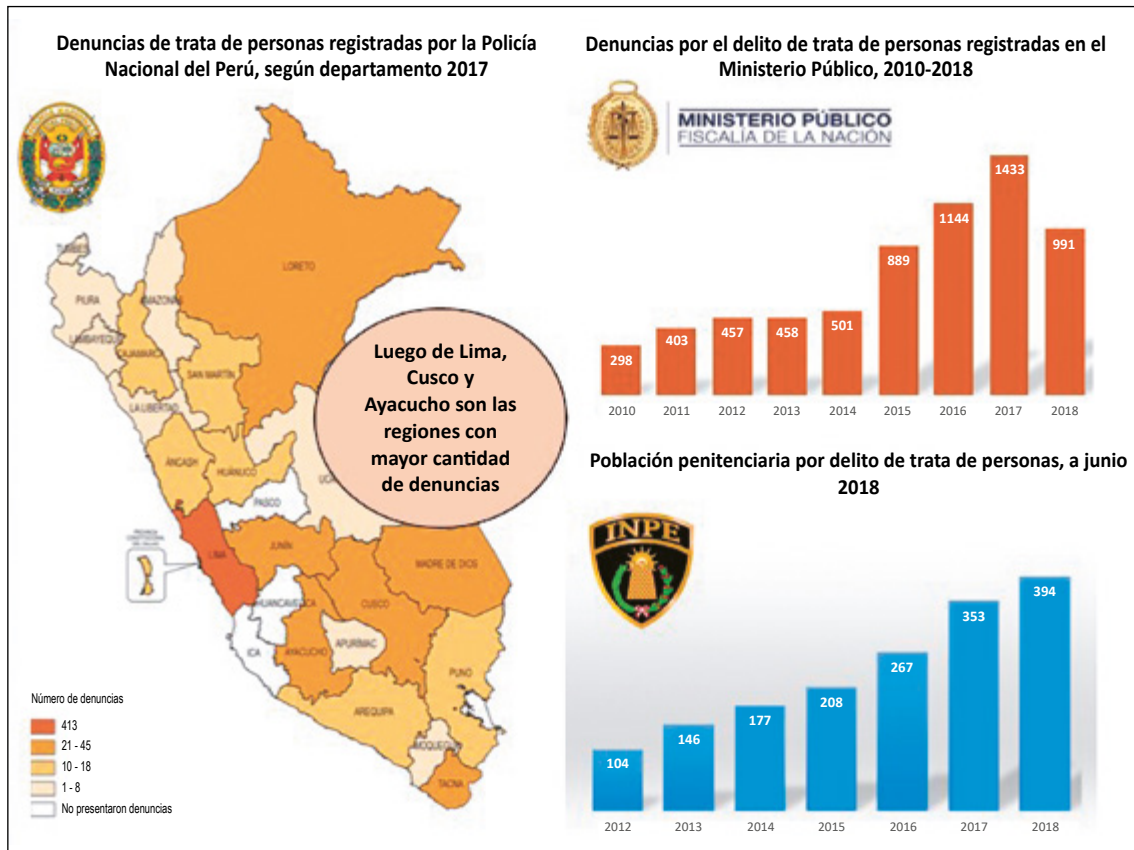 Denuncias de trata de personas registradas por la Policía
Nacional del Perú, según departamento 2017
TUMBES
PIURA
LAMBAYEQUE
CAJAMARCA
AMAZONAS
LORETO
SAN MARTÍN
LA LIBERTAD
ÁNCASH
HUÁNUCO
PASCO
LIMA
JUNÍN
MADRE DE DIOS
HUANCAVELICA
CUSCO
ICA
AYACUCHO
APURÍMAC
PUNO
AREQUIPA
MOQUEGUA
TACNA
Luego de Lima,
Cusco y
Ayacucho son las
regiones con
mayor cantidad
de denuncias
Número de denuncias
413
21 - 45
10 - 18
1 - 8
No presentaron denuncias
Denuncias por el delito de trata de personas registradas en el
Ministerio Público, 2010-2018
MINISTERIO PÚBLICO
FISCALÍA DE LA NACIÓN
298
403
457
458
501
889
1144
1433
991
2010 2011 2012 2013 2014 2015 2016 2017 2018
Población penitenciaria por delito de trata de personas, a junio
2018
INPE
104
146
177
208
267
353
394
2012 2013 2014 2015 2016 2017 2018